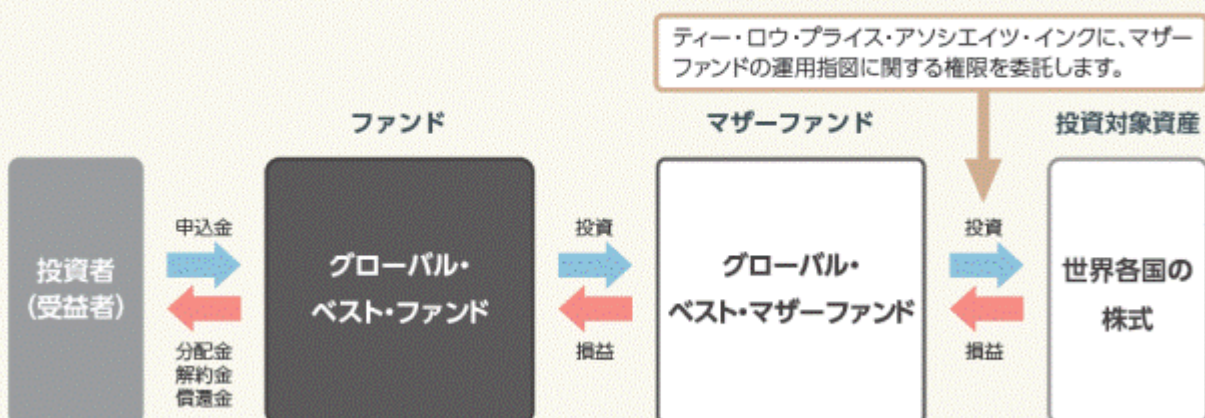 ティー・ロウ・プライス・アソシエイツ・インクに、マザー
ファンドの運用指図に関する権限を委託します。
ファンド
マザーファンド
投資対象資産
投資者
(受益者)
申込金
分配金
解約金
償還金
グローバル・
ベスト・ファンド
投資
損益
グローバル・
ベスト・マザーファンド
投資
損益
世界各国の
株式